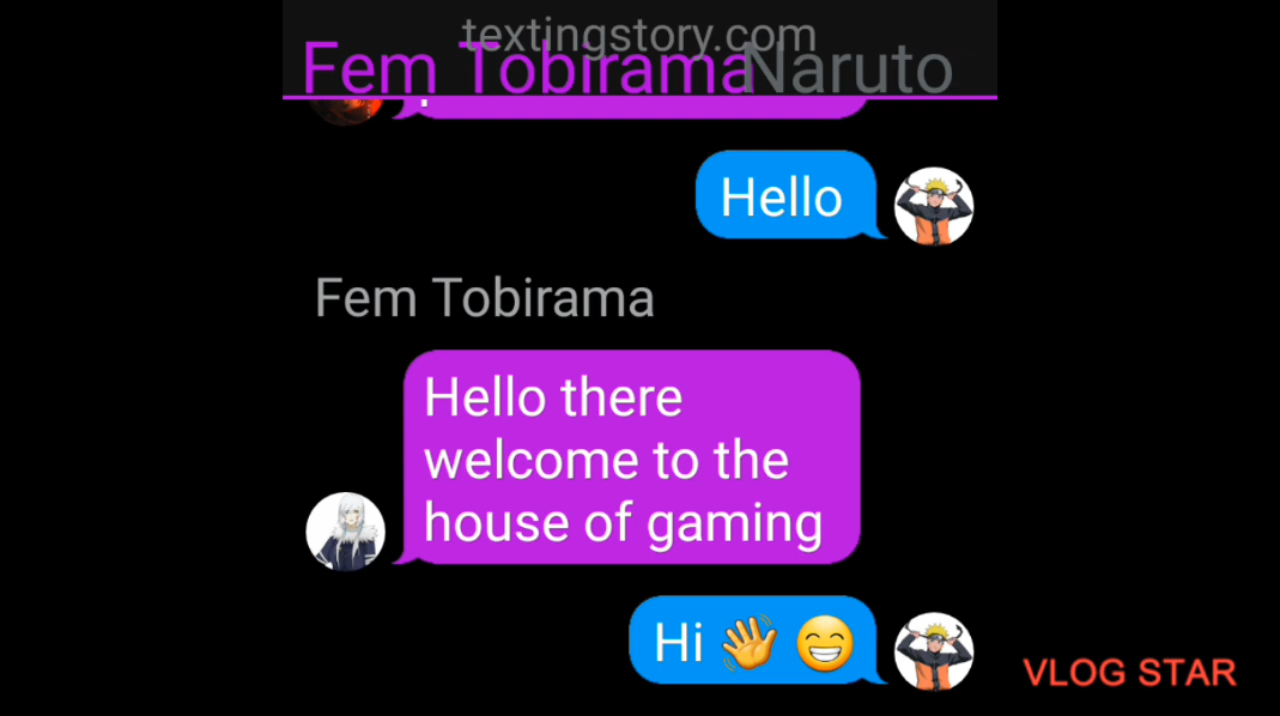 textingstory.com
Fem Tobirama
Naruto
Hello
Fem Tobirama
Hello there
welcome to the
house of gaming
Hi 👋 😁
VLOG STAR